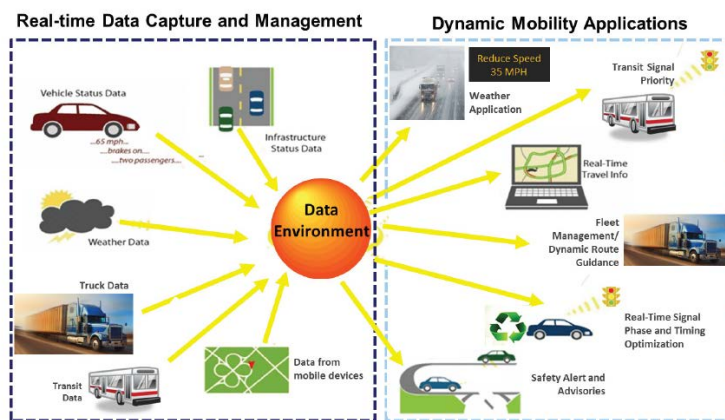 Real-time Data Capture and Management
Vehicle Status Data
...65 mph...
....brakes on....
....two passengers....
Infrastructure
Status Data
Weather Data
Truck Data
Transit
Data
Data from
mobile devices
Data
Environment
Dynamic Mobility Applications
Reduce Speed
35 MPH
Weather
Application
Transit Signal
Priority
Real-Time
Travel Info
Fleet
Management/
Dynamic Route
Guidance
Real-Time Signal
Phase and Timing
Optimization
Safety Alert and
Advisories